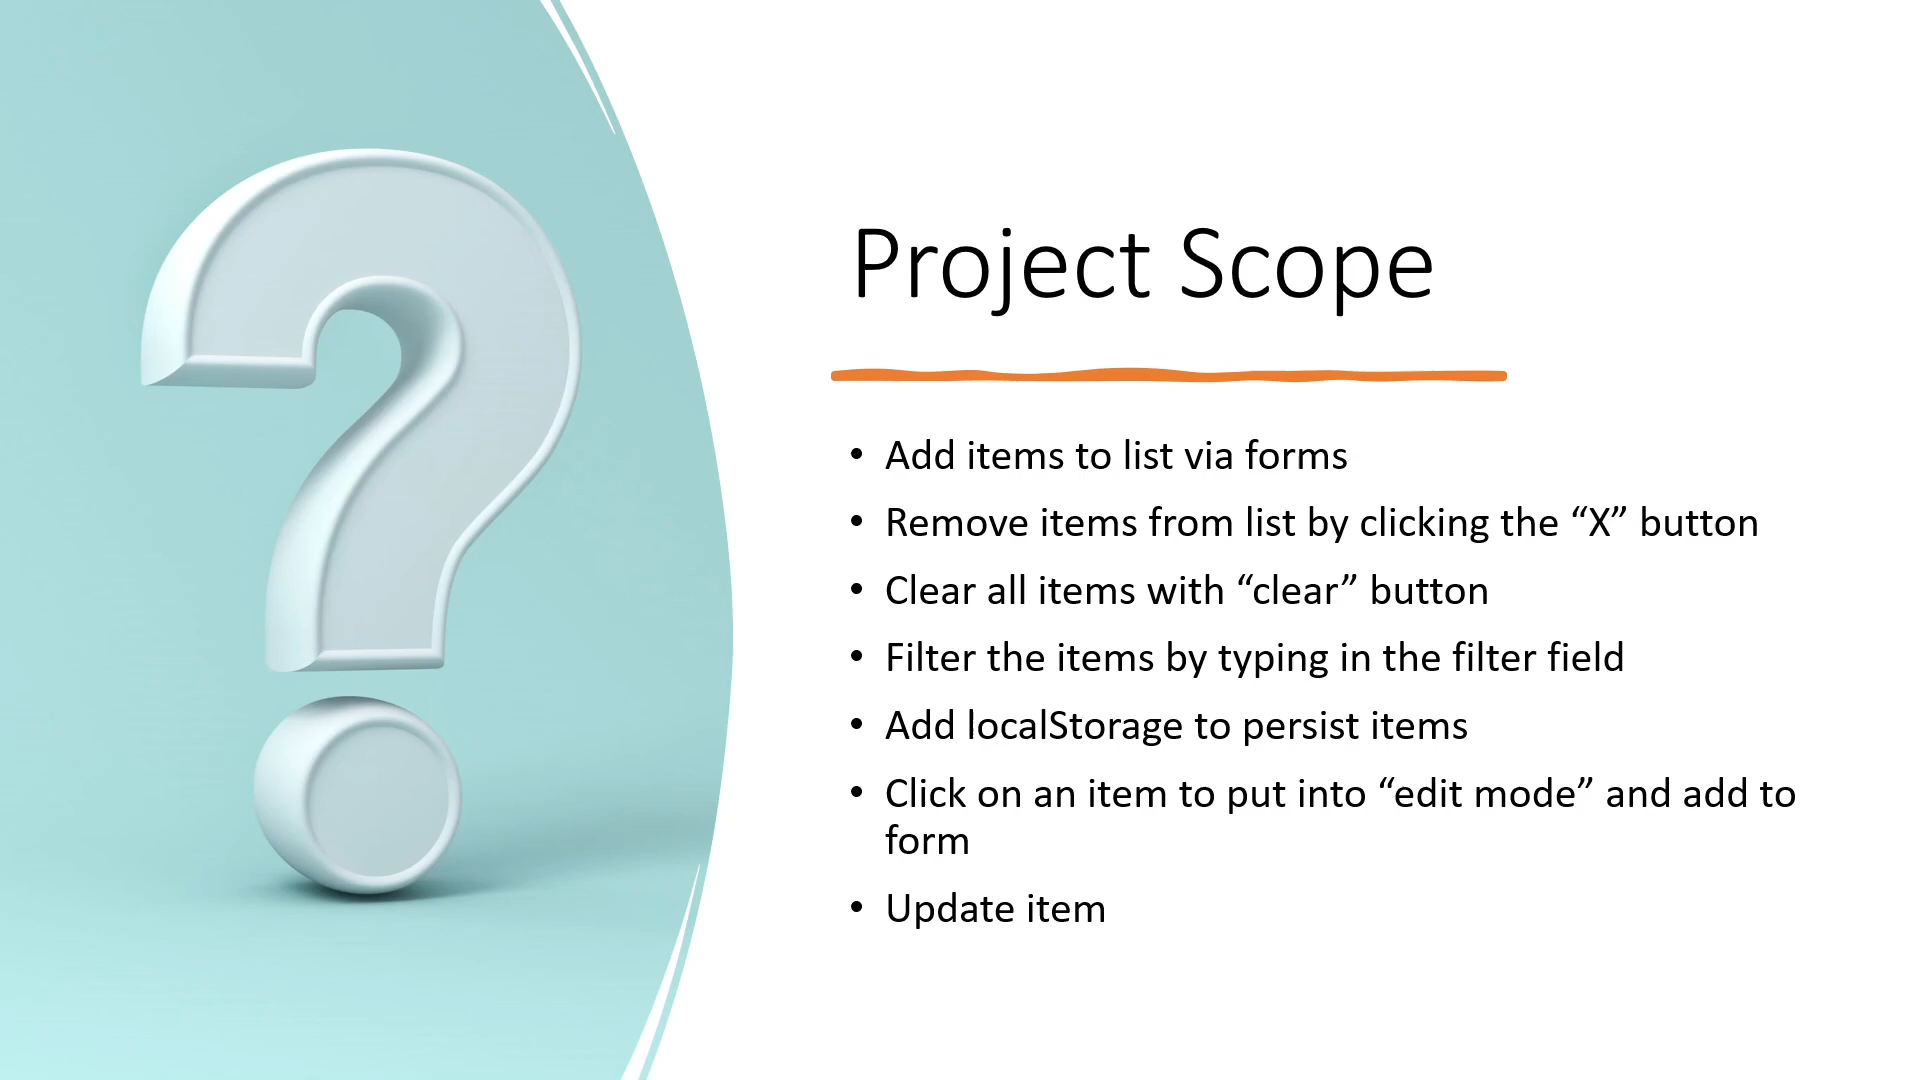 Project Scope
• Add items to list via forms
• Remove items from list by clicking the “X” button
• Clear all items with “clear” button
• Filter the items by typing in the filter field
• Add localStorage to persist items
• Click on an item to put into “edit mode” and add to
form
• Update item